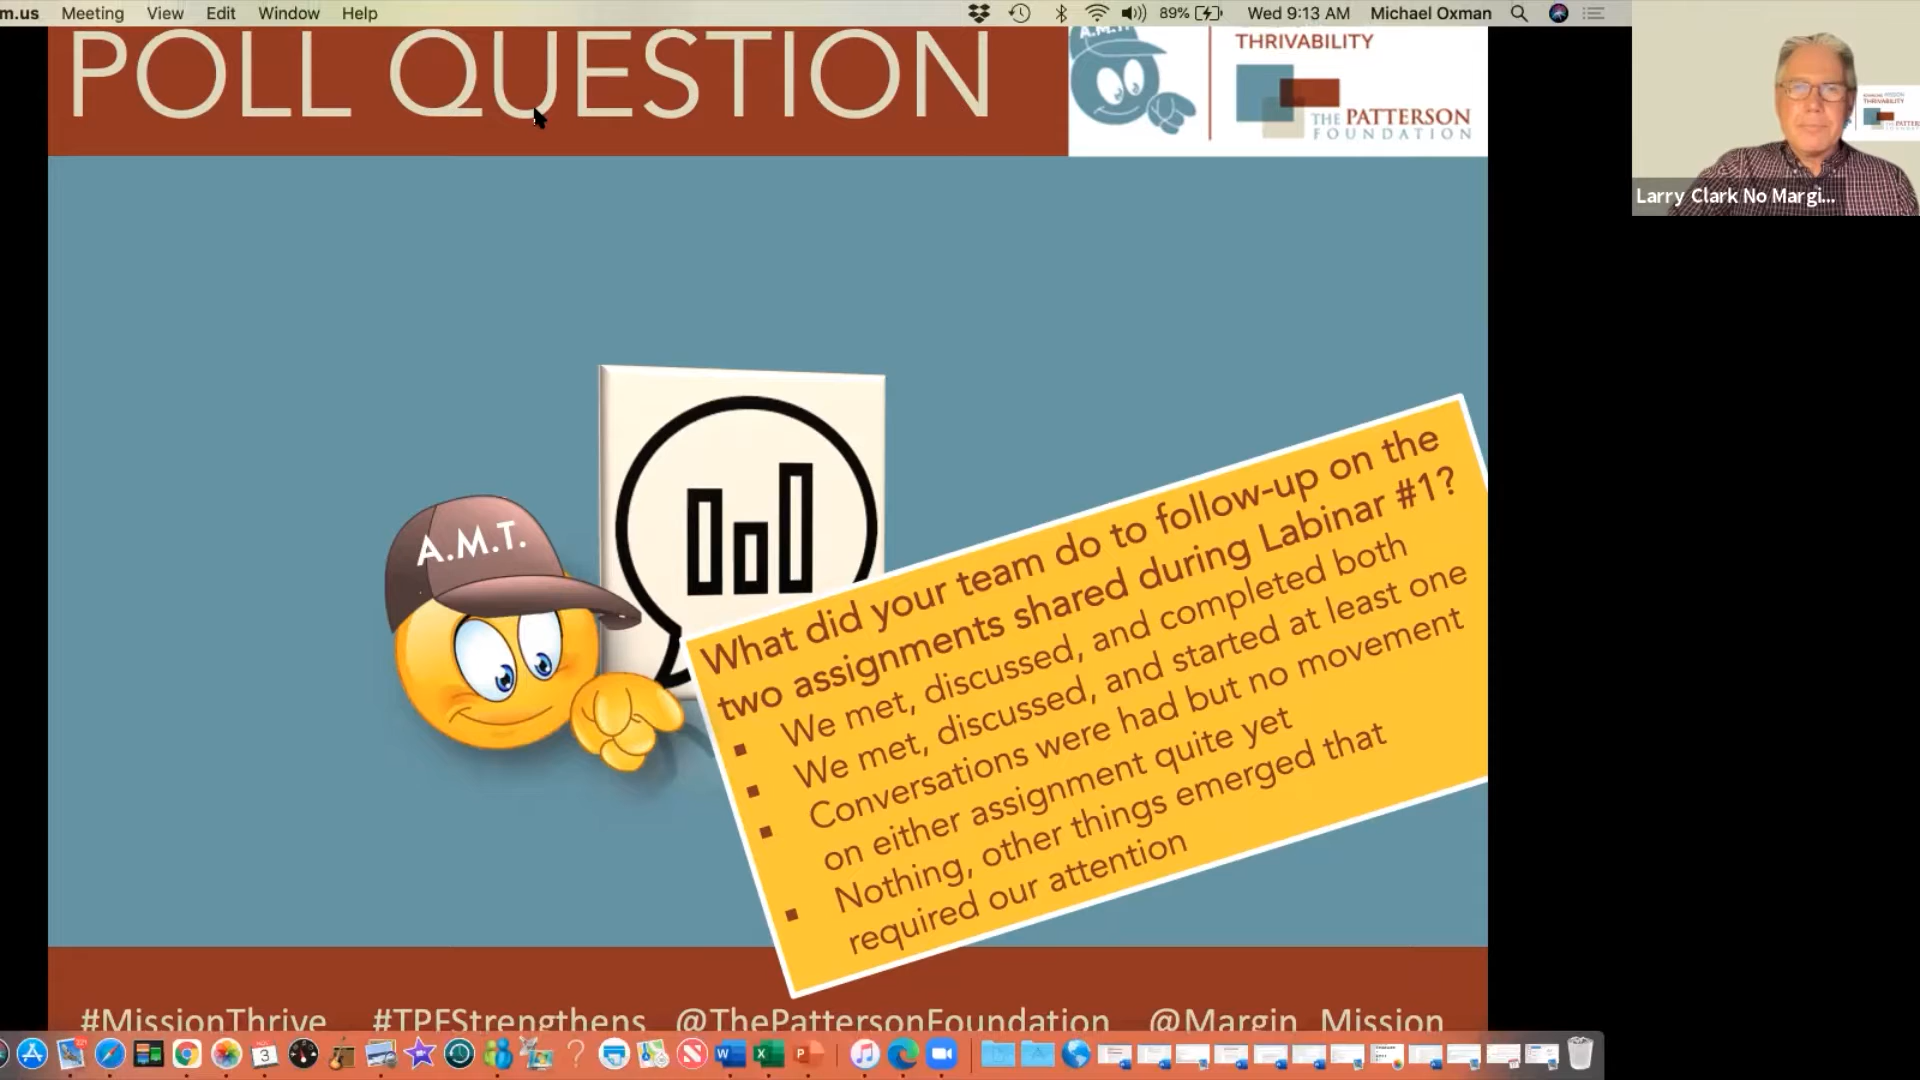 m.us Meeting View Edit Window Help 89% Wed 9:13 AM Michael Oxman
POLL QUESTION
A.M.T.
THRIVABILITY
THE PATTERSON
FOUNDATION
THRIVABILITY
Larry Clark No Margi...
A.M.T.
What did your team do to follow-up on the
two assignments shared during Labinar #1?
▪ We met, discussed, and completed both
▪ We met, discussed, and started at least one
▪ Conversations were had but no movement
on either assignment quite yet
▪ Nothing, other things emerged that
required our attention
#MissionThrive #TPFStrengthens @ThePattersonFoundation @Margin_Mission
3